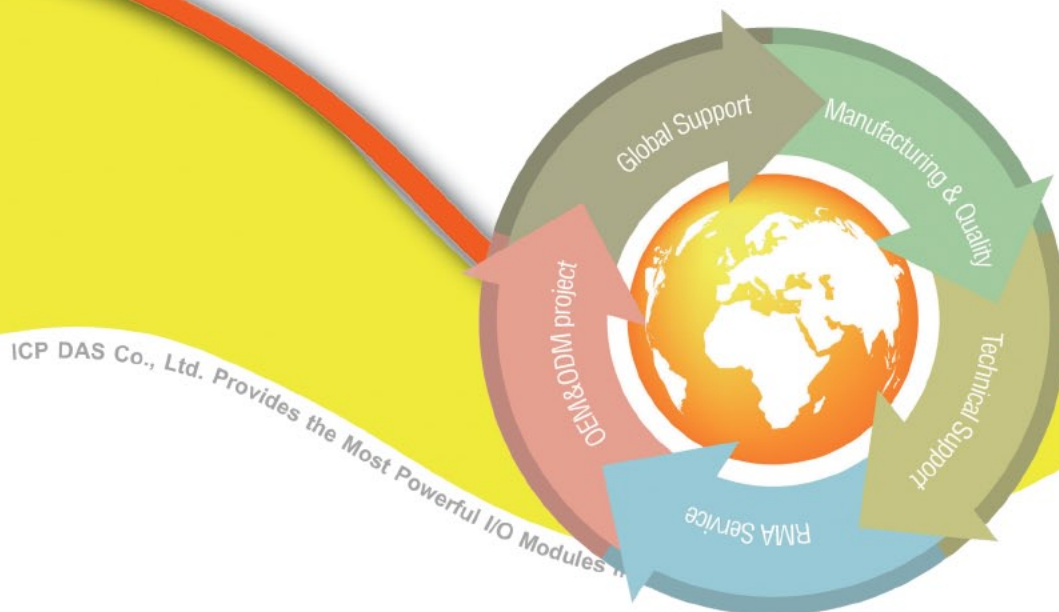 Global Support
Manufacturing & Quality
Technical Support
RMA Service
OEM&ODM project
ICP DAS Co., Ltd. Provides the Most Powerful I/O Modules